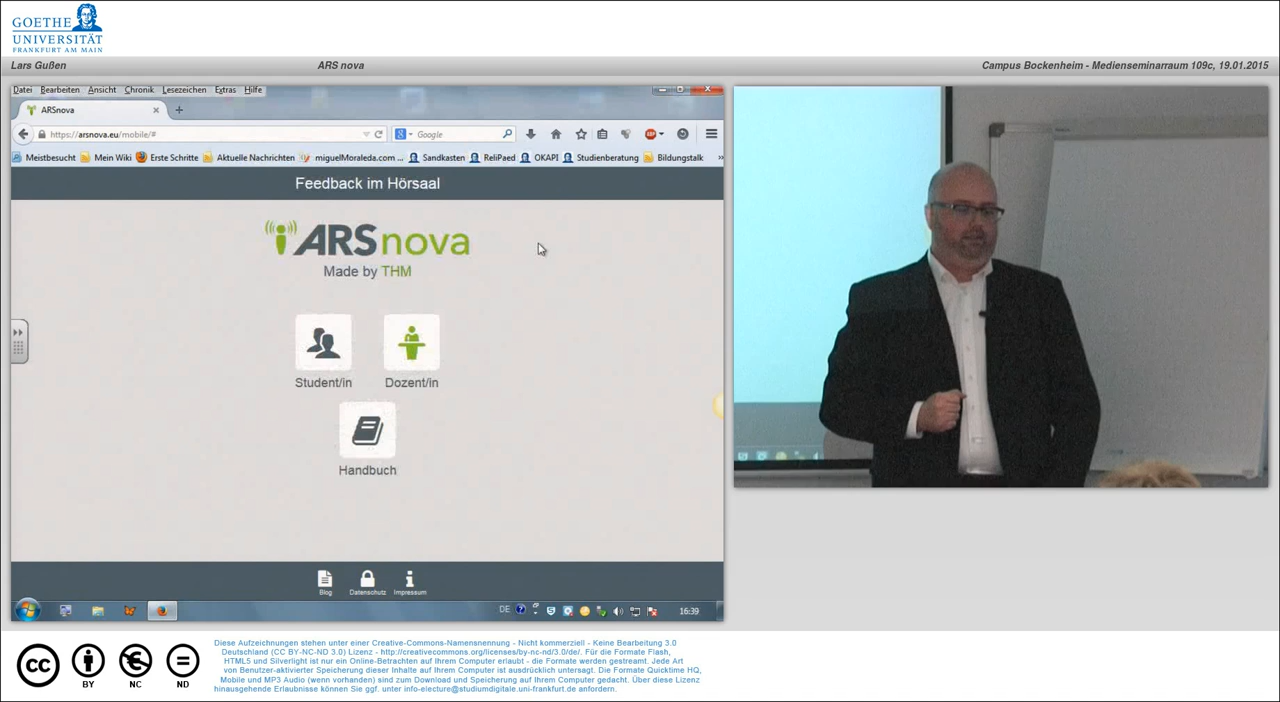 GOETHE
UNIVERSITÄT
FRANKFURT AM MAIN
Lars Gußen
ARS nova
Campus Bockenheim - Medienseminarraum 109c, 19.01.2015
Datei Bearbeiten Ansicht Chronik Lesezeichen Extras Hilfe
ARSnova
https://arsnova.eu/mobile/#
Google
Meistbesucht Mein Wiki Erste Schritte Aktuelle Nachrichten miguelMoraleda.com ... Sandkasten ReliPaed OKAPI Studienberatung Bildungstalk
Feedback im Hörsaal
ARSnova
Made by THM
Student/in
Dozent/in
Handbuch
Blog
Datenschutz
Impressum
DE
16:39
cc
BY
NC
ND
Diese Aufzeichnungen stehen unter einer Creative-Commons-Namensnennung - Nicht kommerziell - Keine Bearbeitung 3.0
Deutschland (CC BY-NC-ND 3.0) Lizenz - http://creativecommons.org/licenses/by-nc-nd/3.0/de/. Für die Formate Flash,
HTML5 und Silverlight ist nur ein Online-Betrachten auf Ihrem Computer erlaubt - die Formate werden gestreamt. Jede Art
von Benutzer-aktivierter Speicherung dieser Inhalte auf Ihrem Computer ist ausdrücklich untersagt. Die Formate Quicktime HQ,
Mobile und MP3 Audio (wenn vorhanden) sind zum Download und Speicherung auf Ihrem Computer gedacht. Über diese Lizenz
hinausgehende Erlaubnisse können Sie ggf. unter info-electure@studiumdigitale.uni-frankfurt.de anfordern.